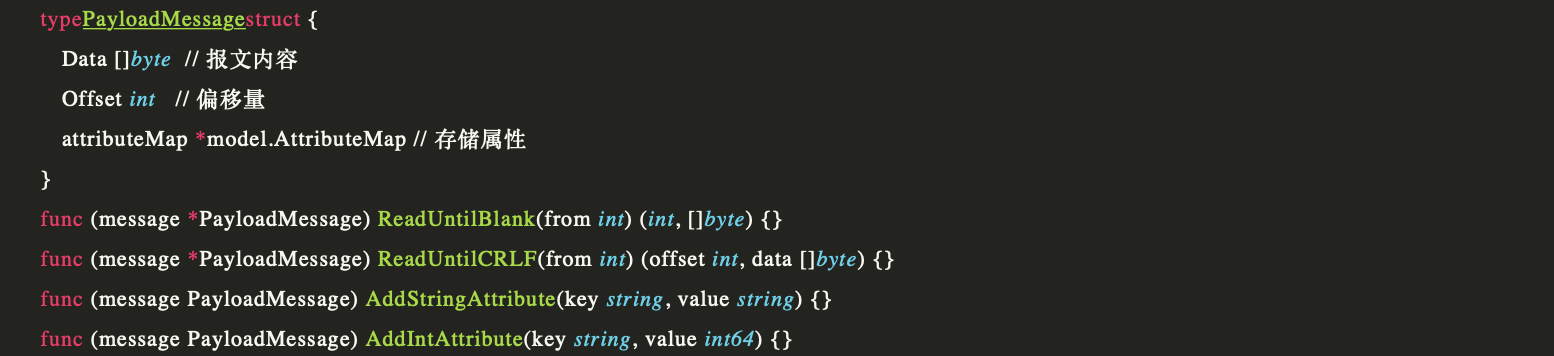 typePayloadMessagestruct {
Data []byte // 报文内容
Offset int // 偏移量
attributeMap *model.AttributeMap // 存储属性
}
func (message *PayloadMessage) ReadUntilBlank(from int) (int, []byte) {}
func (message *PayloadMessage) ReadUntilCRLF(from int) (offset int, data []byte) {}
func (message PayloadMessage) AddStringAttribute(key string, value string) {}
func (message PayloadMessage) AddIntAttribute(key string, value int64) {}